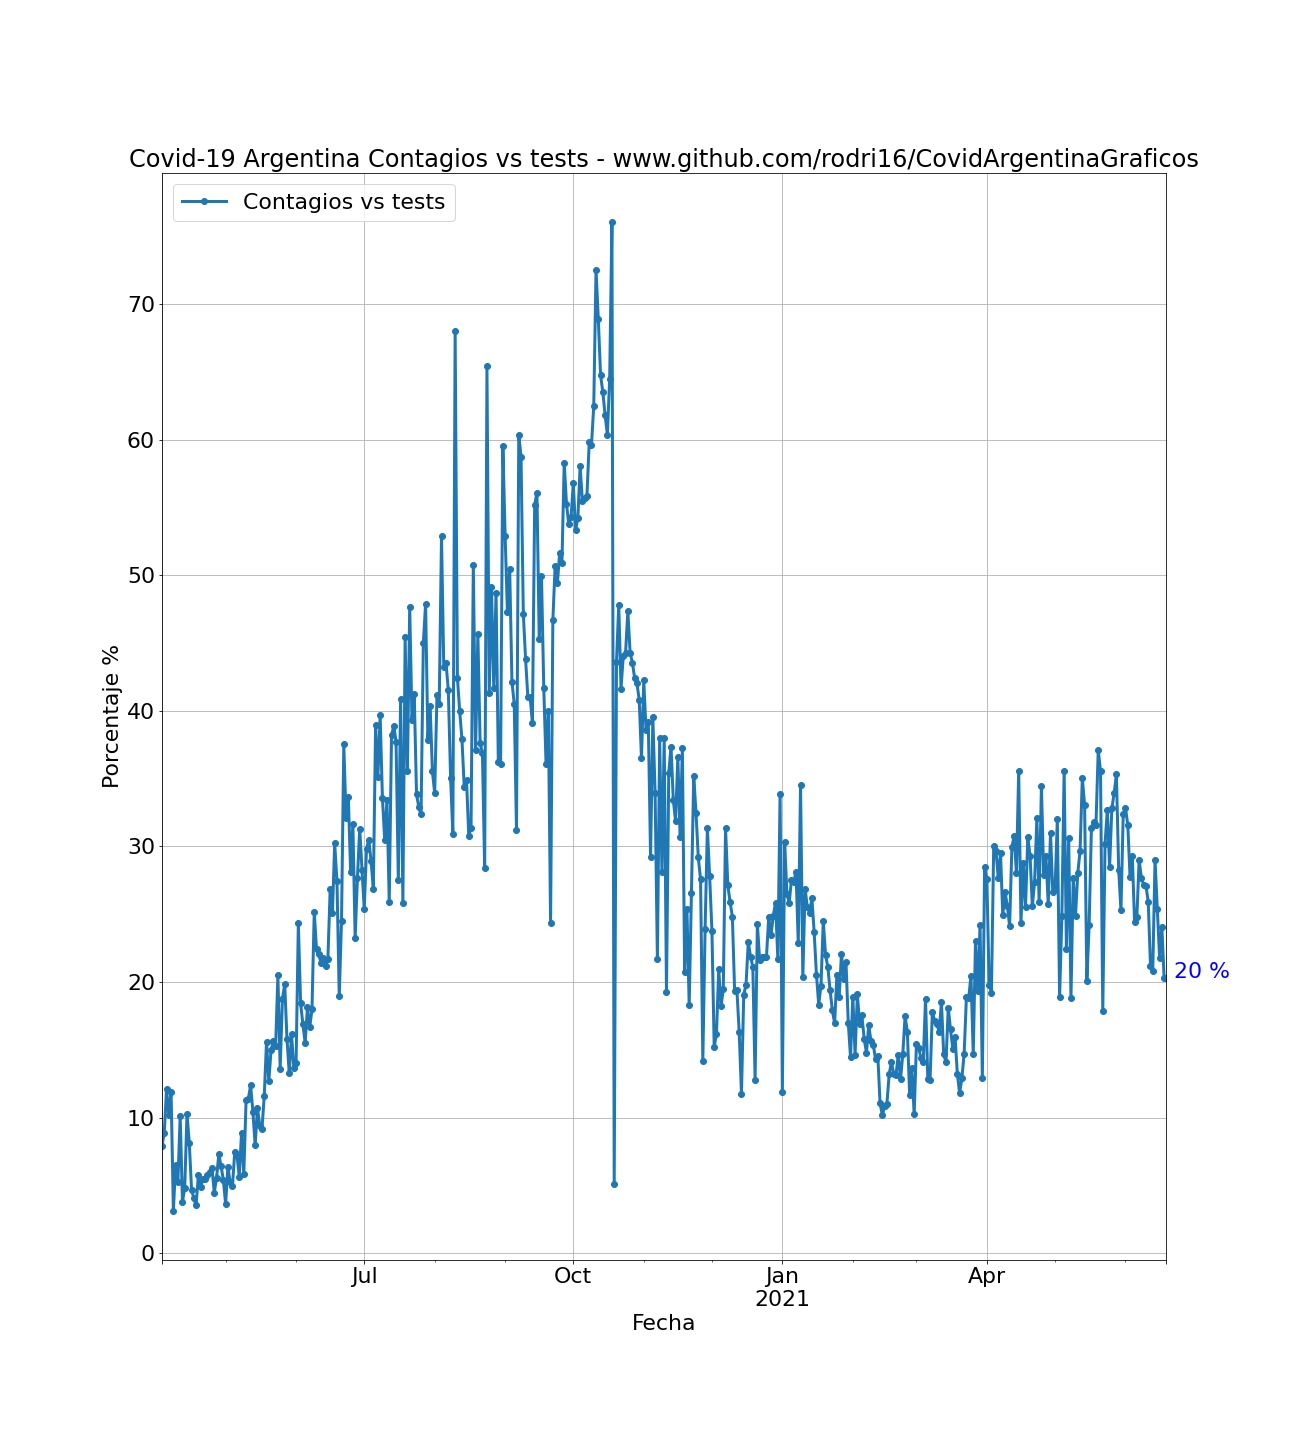 Covid-19 Argentina Contagios vs tests - www.github.com/rodri16/CovidArgentinaGraficos
Contagios vs tests
70
60
50
40
30
20
10
0
Porcentaje %
20 %
Jul
Oct
Jan
2021
Apr
Fecha